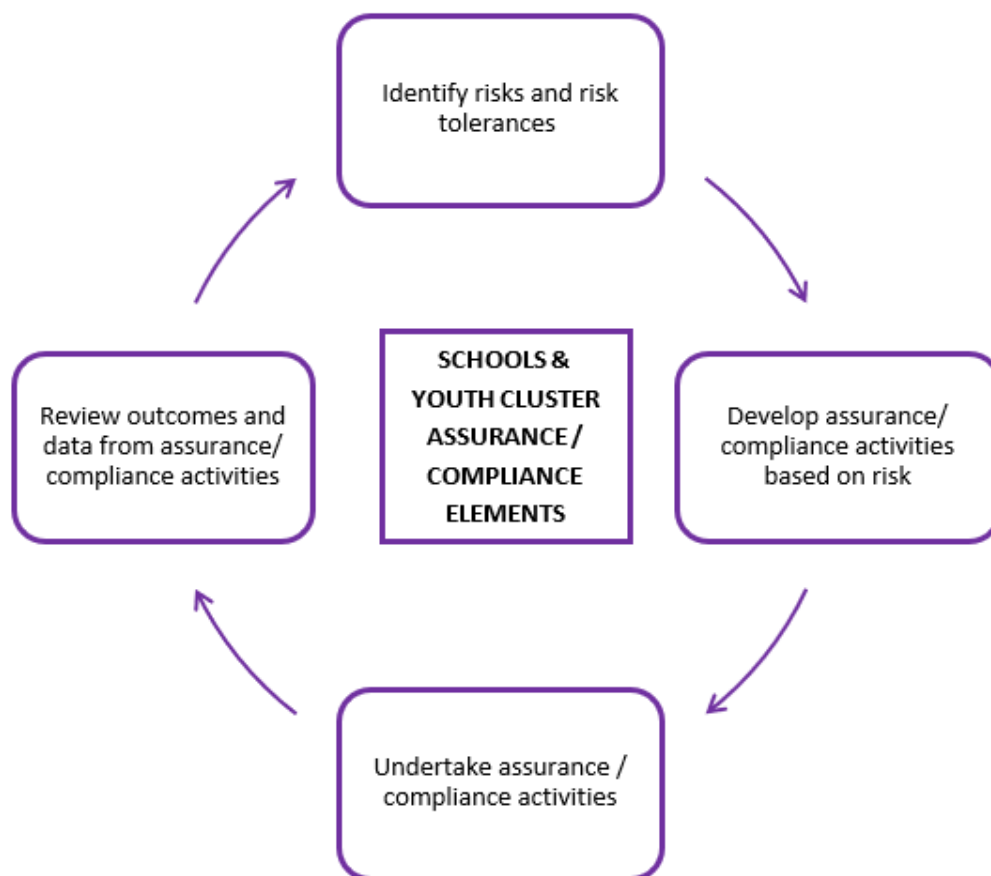 Identify risks and risk
tolerances
SCHOOLS &
YOUTH CLUSTER
ASSURANCE /
COMPLIANCE
ELEMENTS
Develop assurance/
compliance activities
based on risk
Undertake assurance /
compliance activities
Review outcomes and
data from assurance/
compliance activities